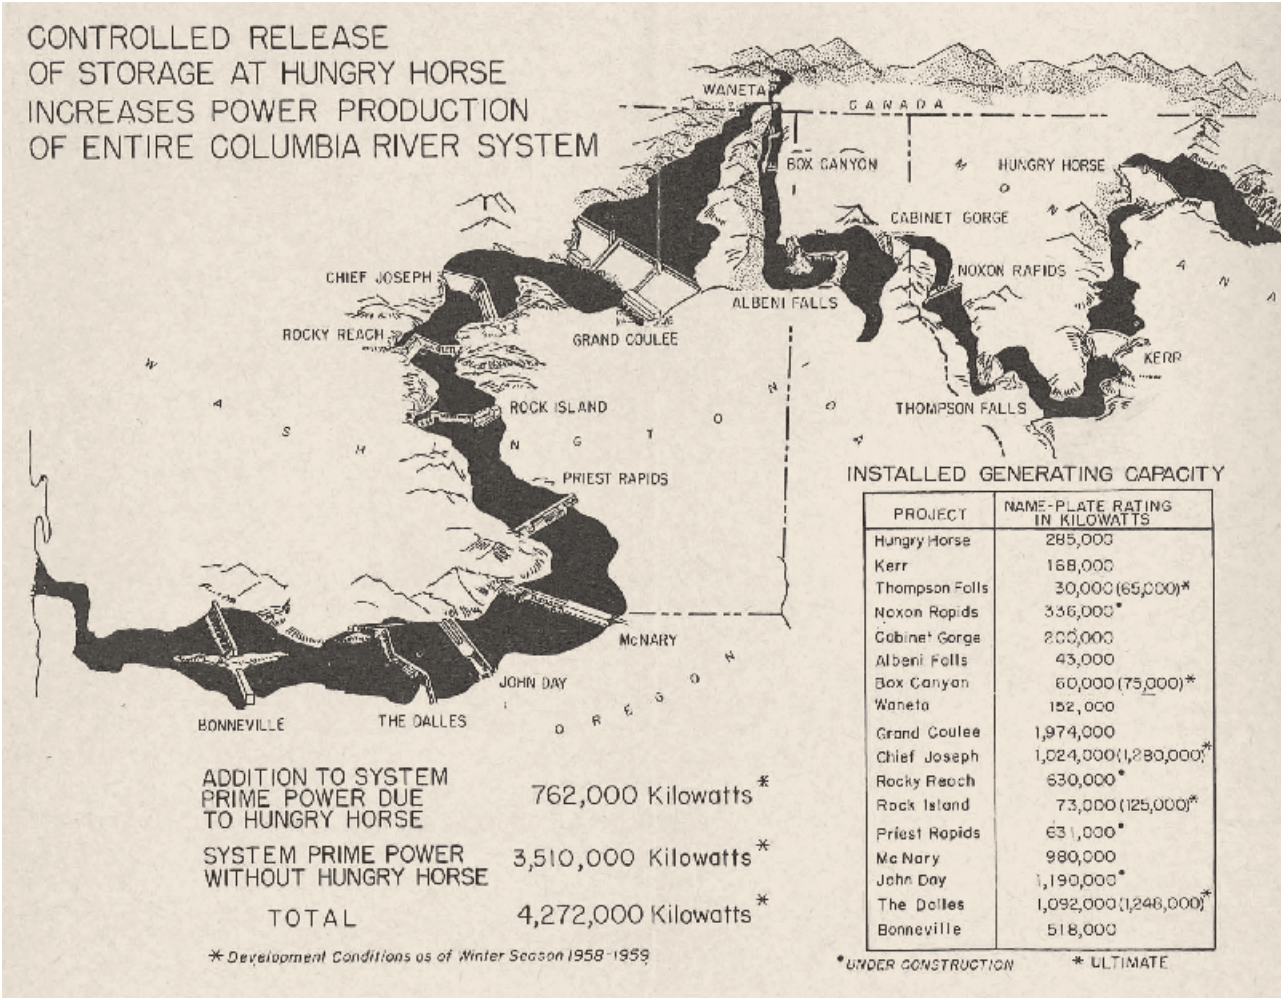 CONTROLLED RELEASE
OF STORAGE AT HUNGRY HORSE
INCREASES POWER PRODUCTION
OF ENTIRE COLUMBIA RIVER SYSTEM
WANETA
CANADA
BOX CANYON
HUNGRY HORSE
CABINET GORGE
NOXON RAPIDS
ALBENI FALLS
CHIEF JOSEPH
ROCKY REACH
GRAND COULEE
KERR
THOMPSON FALLS
ROCK ISLAND
WASHINGTON
IDA
MONTANA
PRIEST RAPIDS
McNARY
JOHN DAY
OREGON
BONNEVILLE
THE DALLES
INSTALLED GENERATING CAPACITY
PROJECT NAME-PLATE RATING
IN KILOWATTS
Hungry Horse 285,000
Kerr 168,000
Thompson Falls 30,000 (65,000)*
Noxon Rapids 336,000•
Cabinet Gorge 200,000
Albeni Falls 43,000
Box Canyon 60,000 (75,000)*
Waneta 152,000
Grand Coulee 1,974,000
Chief Joseph 1,024,000 (1,280,000)*
Rocky Reach 630,000•
Rock Island 73,000 (125,000)*
Priest Rapids 631,000•
Mc Nary 980,000
John Day 1,190,000•
The Dalles 1,092,000 (1,248,000)*
Bonneville 518,000
•UNDER CONSTRUCTION * ULTIMATE
ADDITION TO SYSTEM
PRIME POWER DUE
TO HUNGRY HORSE
762,000 Kilowatts*
SYSTEM PRIME POWER
WITHOUT HUNGRY HORSE
3,510,000 Kilowatts*
TOTAL 4,272,000 Kilowatts*
* Development Conditions as of Winter Season 1958-1959